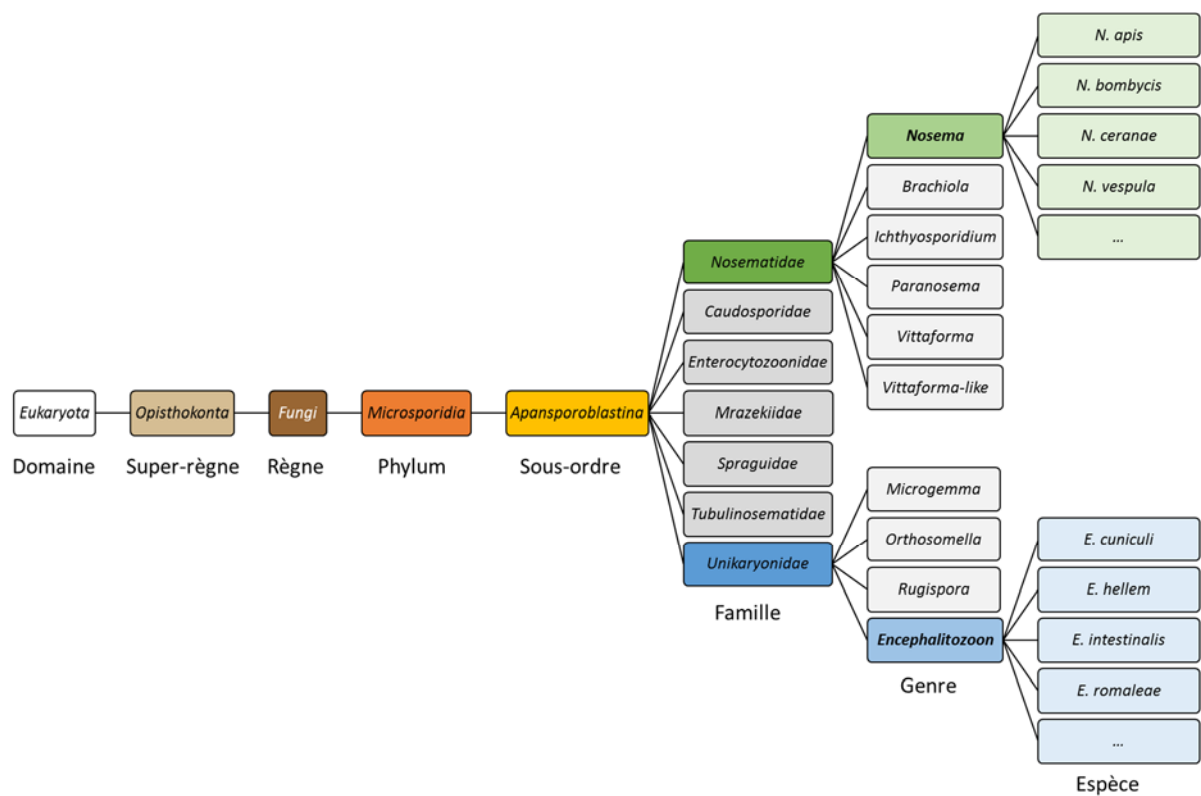 Eukaryota
Domaine
Opisthokonta
Super-règne
Fungi
Règne
Microsporidia
Phylum
Apansporoblastina
Sous-ordre
Nosematidae
Caudosporidae
Enterocytozoonidae
Mrazekiidae
Spraguidae
Tubulinosematidae
Unikaryonidae
Famille
Nosema
Brachiola
Ichthyosporidium
Paranosema
Vittaforma
Vittaforma-like
Microgemma
Orthosomella
Rugispora
Encephalitozoon
Genre
N. apis
N. bombycis
N. ceranae
N. vespula
...
E. cuniculi
E. hellem
E. intestinalis
E. romaleae
...
Espèce